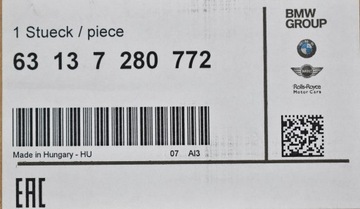 1 Stueck / piece
63 13 7 280 772
Made in Hungary - HU
07 AI3
EAC
BMW
GROUP
Rolls-Royce
Motor Cars